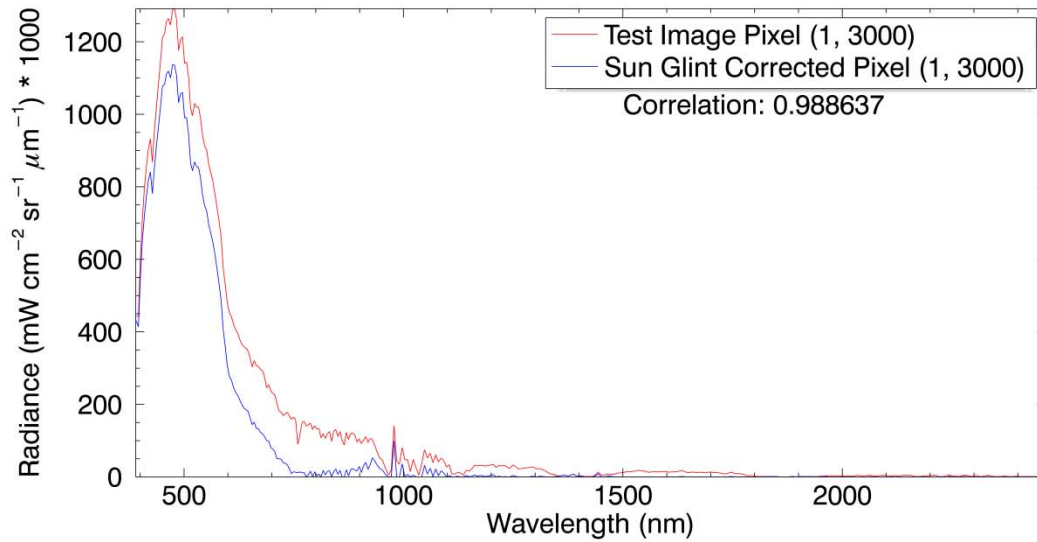 Test Image Pixel (1, 3000)
Sun Glint Corrected Pixel (1, 3000)
Correlation: 0.988637
Radiance (mW cm⁻² sr⁻¹ μm⁻¹) * 1000
1200
1000
800
600
400
200
0
500 1000 1500 2000
Wavelength (nm)